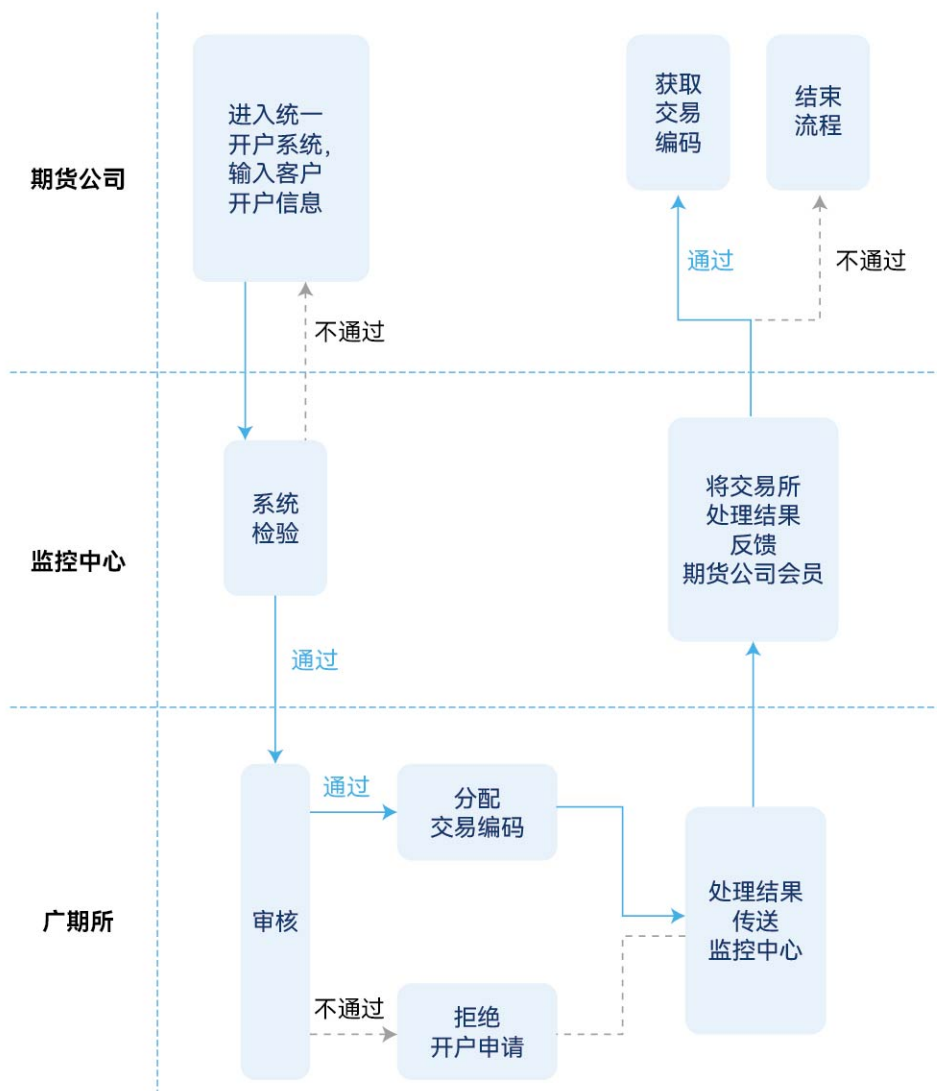 期货公司
进入统一
开户系统，
输入客户
开户信息
获取
交易
编码
结束
流程
通过
不通过
不通过
监控中心
系统
检验
将交易所
处理结果
反馈
期货公司会员
通过
广期所
审核
通过
分配
交易编码
不通过
拒绝
开户申请
处理结果
传送
监控中心